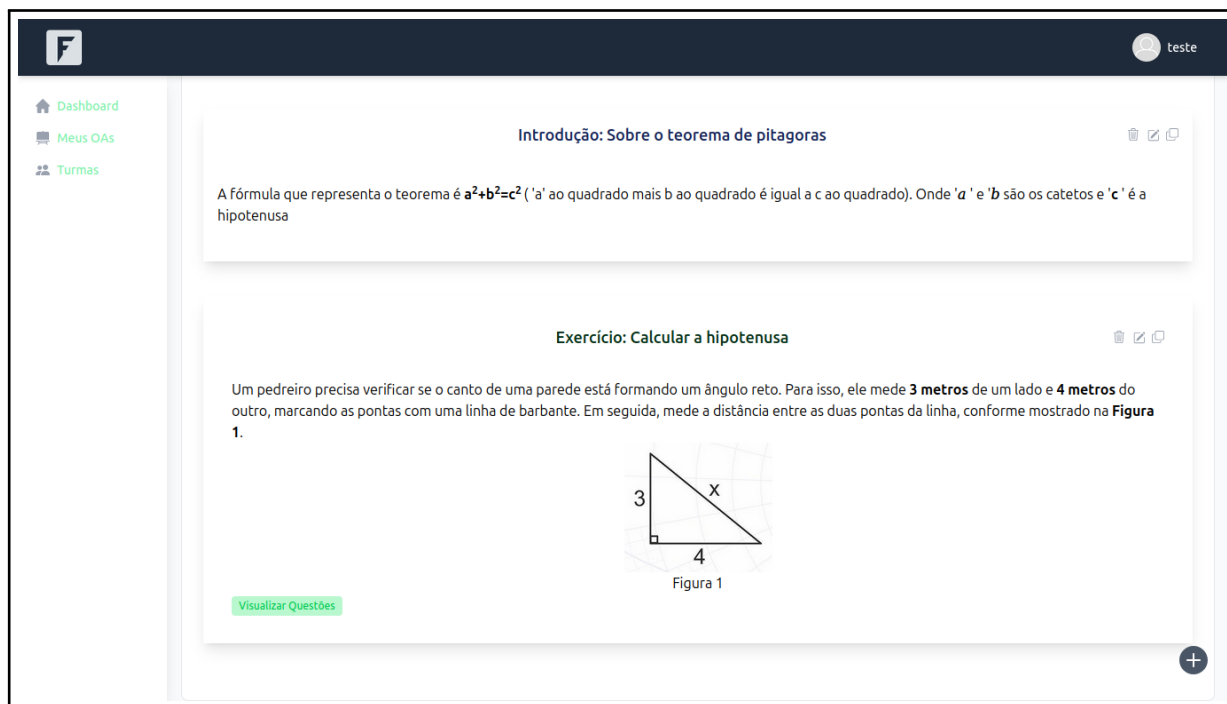 F
teste
Dashboard
Meus OAs
Turmas
Introdução: Sobre o teorema de pitagoras
A fórmula que representa o teorema é a²+b²=c² ( 'a' ao quadrado mais b ao quadrado é igual a c ao quadrado). Onde 'a ' e 'b são os catetos e 'c ' é a
hipotenusa
Exercício: Calcular a hipotenusa
Um pedreiro precisa verificar se o canto de uma parede está formando um ângulo reto. Para isso, ele mede 3 metros de um lado e 4 metros do
outro, marcando as pontas com uma linha de barbante. Em seguida, mede a distância entre as duas pontas da linha, conforme mostrado na Figura
1.
3
x
4
Figura 1
Visualizar Questões